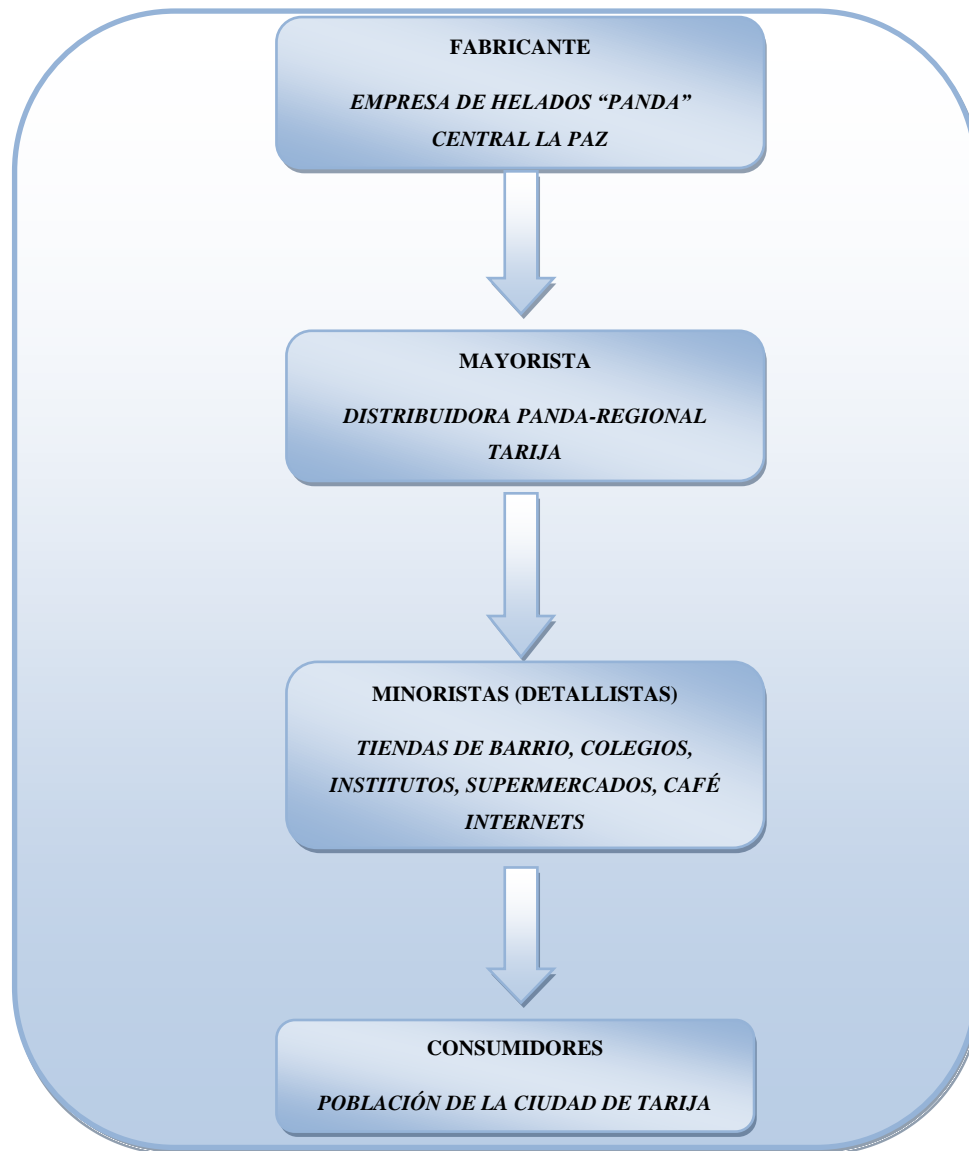 FABRICANTE
EMPRESA DE HELADOS “PANDA”
CENTRAL LA PAZ
MAYORISTA
DISTRIBUIDORA PANDA-REGIONAL
TARIJA
MINORISTAS (DETALLISTAS)
TIENDAS DE BARRIO, COLEGIOS,
INSTITUTOS, SUPERMERCADOS, CAFÉ
INTERNETS
CONSUMIDORES
POBLACIÓN DE LA CIUDAD DE TARIJA